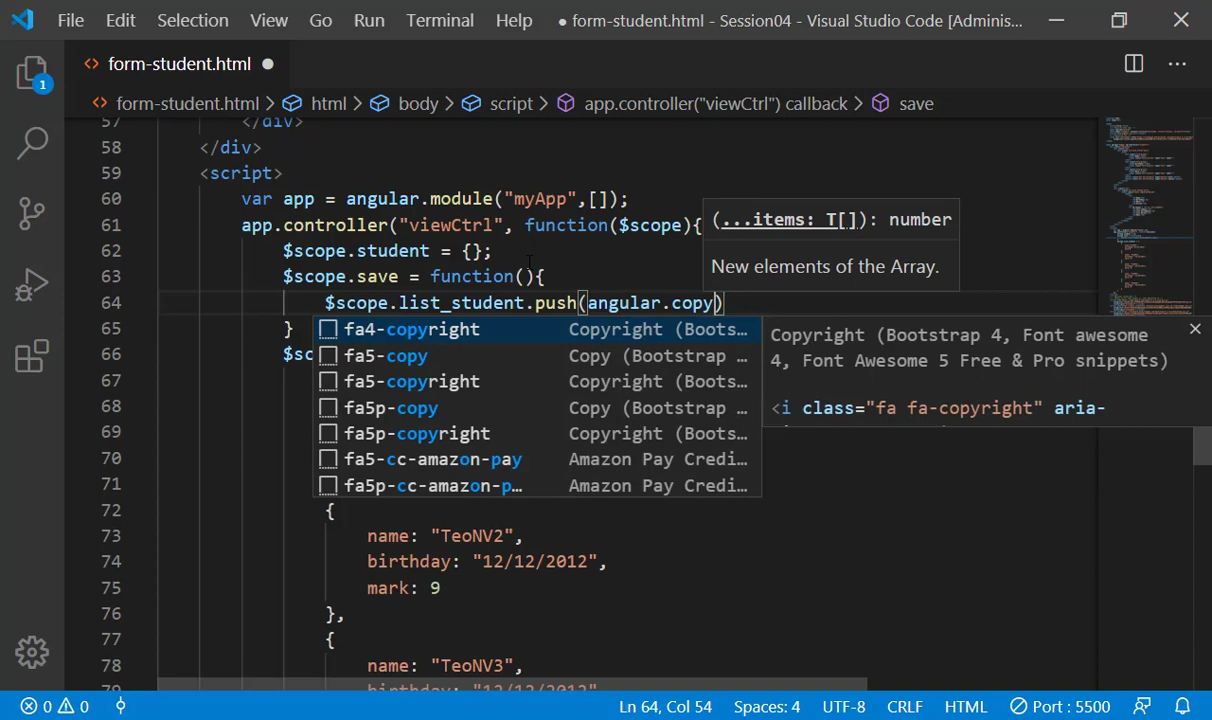 File Edit Selection View Go Run Terminal Help ● form-student.html - Session04 - Visual Studio Code [Adminis...
<> form-student.html ●
1
<> form-student.html > html > body > script > app.controller("viewCtrl") callback > save
57 </div>
58 </div>
59 <script>
60 var app = angular.module("myApp",[]);
61 app.controller("viewCtrl", function($scope){
(...items: T[]): number
62 $scope.student = {};
New elements of the Array.
63 $scope.save = function(){
64 $scope.list_student.push(angular.copy)
65 }
fa4-copyright Copyright (Boots...
66 $sc
fa5-copy Copy (Bootstrap ...
67
fa5-copyright Copyright (Boots...
68
fa5p-copy Copy (Bootstrap ...
69
fa5p-copyright Copyright (Boots...
70
fa5-cc-amazon-pay Amazon Pay Credi...
71
fa5p-cc-amazon-p... Amazon Pay Credi...
Copyright (Bootstrap 4, Font awesome
4, Font Awesome 5 Free & Pro snippets)
<i class="fa fa-copyright" aria-
72 {
73 name: "TeoNV2",
74 birthday: "12/12/2012",
75 mark: 9
76 },
77 {
78 name: "TeoNV3",
79 birthday: "12/12/2012"
0 0 Ln 64, Col 54 Spaces: 4 UTF-8 CRLF HTML Port : 5500